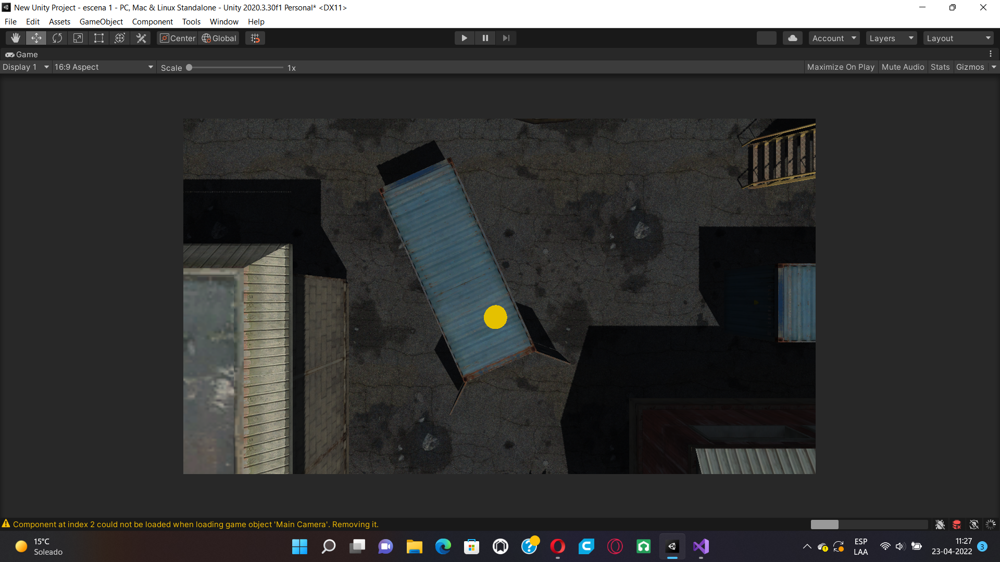 New Unity Project - escena 1 - PC, Mac & Linux Standalone - Unity 2020.3.30f1 Personal* <DX11>
File Edit Assets GameObject Component Tools Window Help
Center Global Account Layers Layout
Game
Display 1 16:9 Aspect Scale 1x Maximize On Play Mute Audio Stats Gizmos
Component at index 2 could not be loaded when loading game object 'Main Camera'. Removing it.
15°C
Soleado
ESP
LAA
11:27
23-04-2022
3